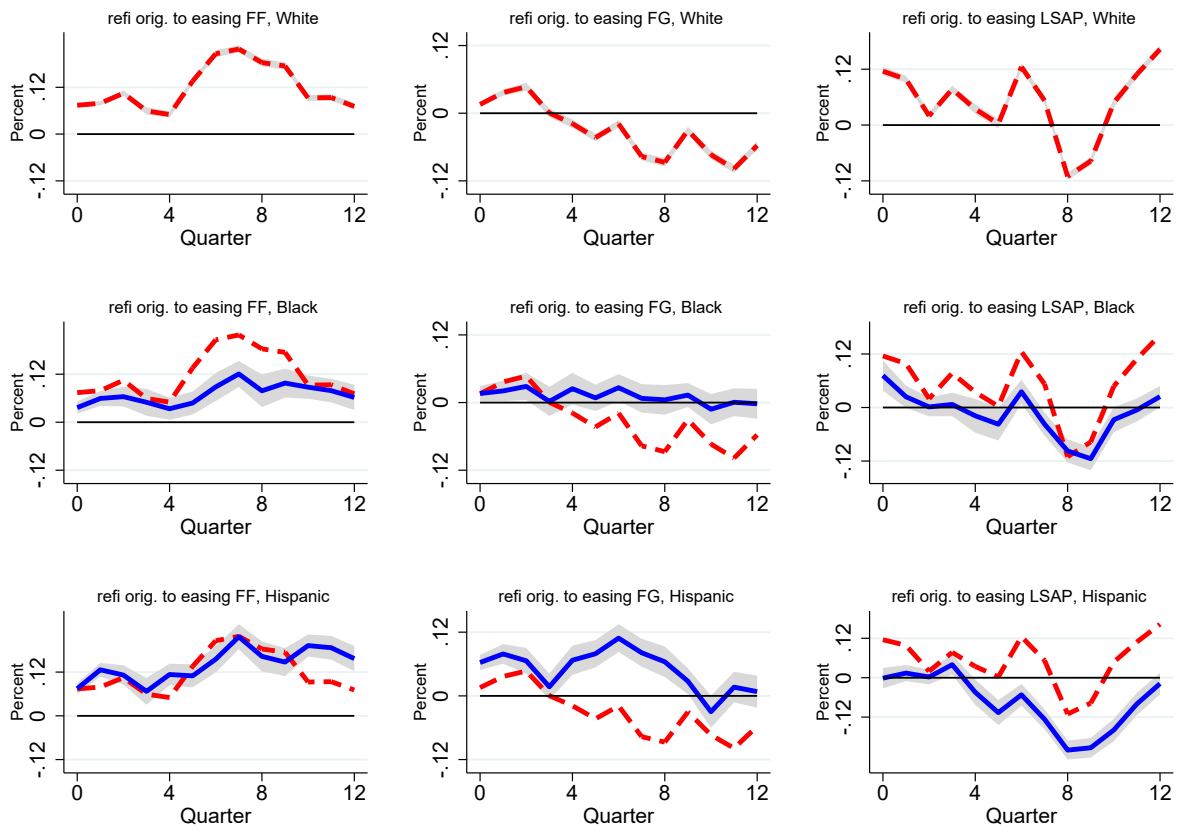 refi orig. to easing FF, White
Percent
-.12 0 .12
0 4 8 12
Quarter
refi orig. to easing FG, White
Percent
-.12 0 .12
0 4 8 12
Quarter
refi orig. to easing LSAP, White
Percent
-.12 0 .12
0 4 8 12
Quarter
refi orig. to easing FF, Black
Percent
-.12 0 .12
0 4 8 12
Quarter
refi orig. to easing FG, Black
Percent
-.12 0 .12
0 4 8 12
Quarter
refi orig. to easing LSAP, Black
Percent
-.12 0 .12
0 4 8 12
Quarter
refi orig. to easing FF, Hispanic
Percent
-.12 0 .12
0 4 8 12
Quarter
refi orig. to easing FG, Hispanic
Percent
-.12 0 .12
0 4 8 12
Quarter
refi orig. to easing LSAP, Hispanic
Percent
-.12 0 .12
0 4 8 12
Quarter